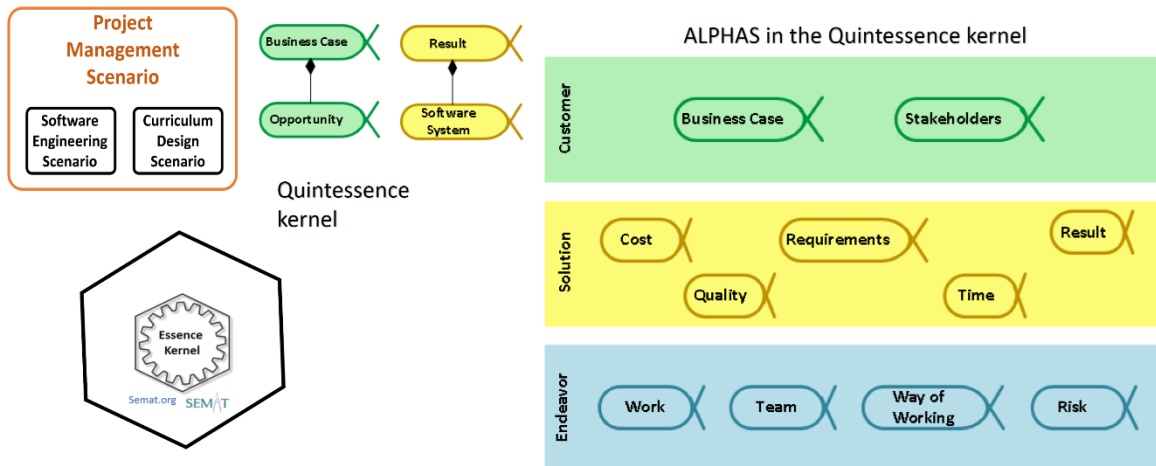 Project
Management
Scenario
Software
Engineering
Scenario
Curriculum
Design
Scenario
Business Case
Opportunity
Result
Software
System
Quintessence
kernel
Essence
Kernel
Semat.org
SEMAT
ALPHAS in the Quintessence kernel
Customer
Business Case
Stakeholders
Solution
Cost
Requirements
Result
Quality
Time
Endeavor
Work
Team
Way of
Working
Risk